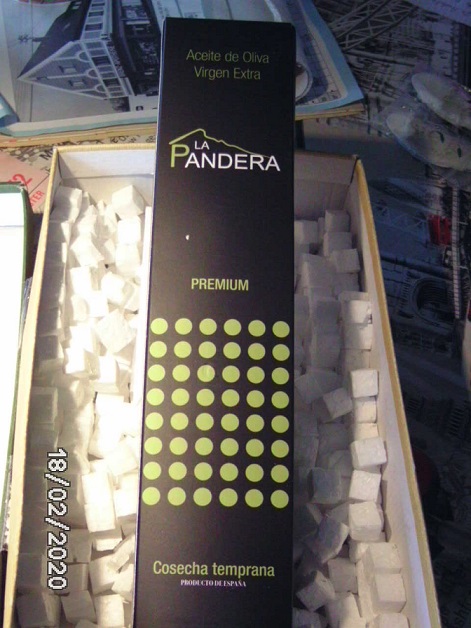 Aceite de Oliva
Virgen Extra
LA
PANDERA
PREMIUM
Cosecha temprana
PRODUCTO DE ESPAÑA
18/02/2020